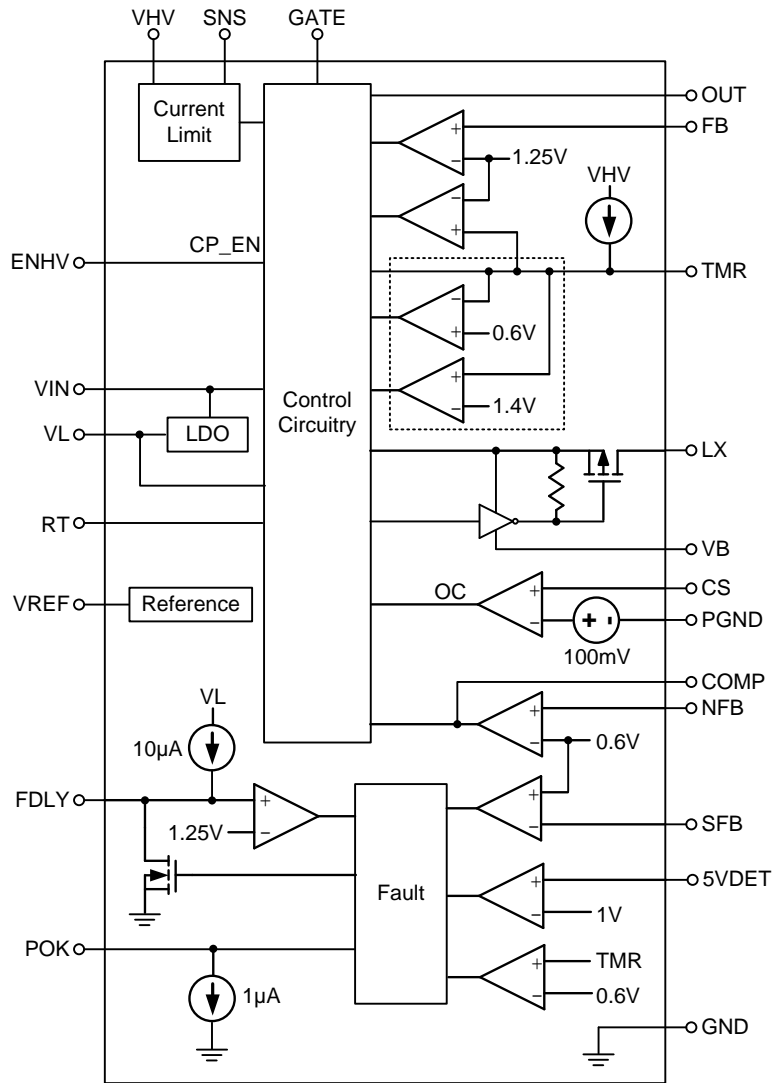 VHV SNS GATE
Current
Limit
OUT
+
FB
−
1.25V
VHV
−
+
CP_EN
ENHV
TMR
−
+
0.6V
VIN
+
−
1.4V
Control
Circuitry
VL
LDO
LX
RT
VB
VREF
Reference
OC
+
CS
−
+ -
PGND
100mV
COMP
+
NFB
−
0.6V
VL
10µA
FDLY
+
−
1.25V
+
−
SFB
Fault
+
5VDET
−
1V
POK
+
TMR
−
0.6V
1µA
GND